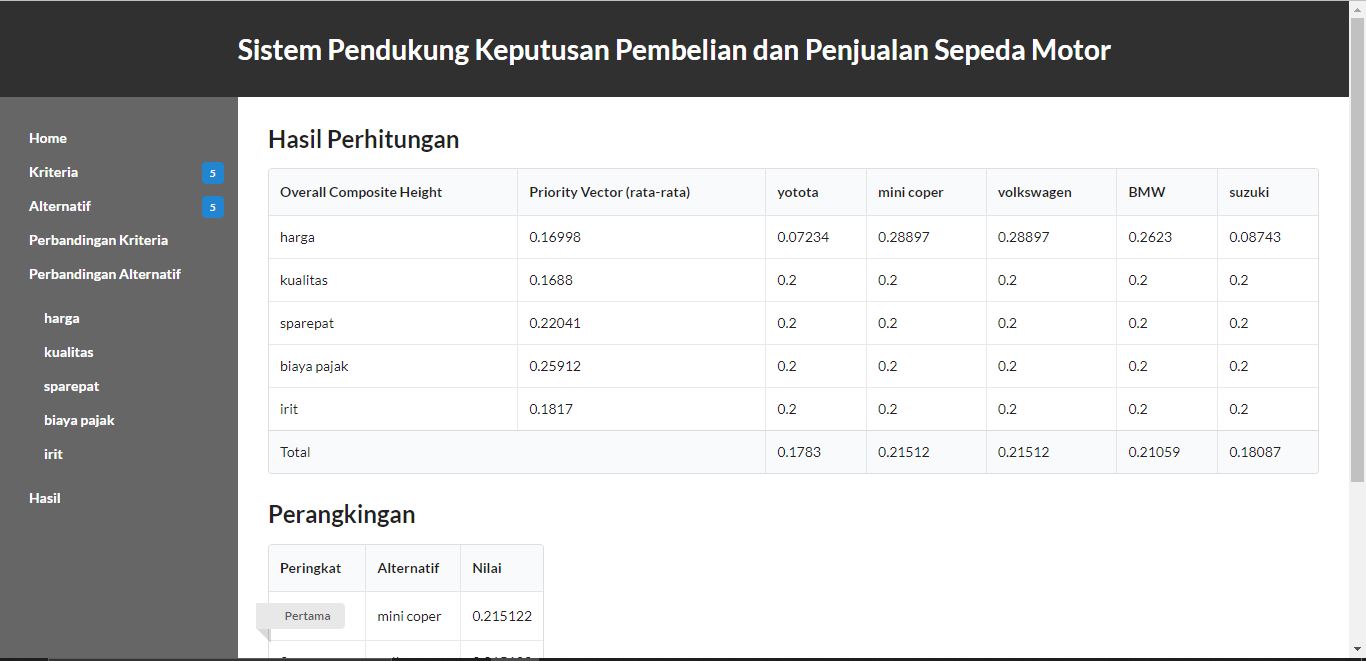 Sistem Pendukung Keputusan Pembelian dan Penjualan Sepeda Motor
Home
Kriteria 5
Alternatif 5
Perbandingan Kriteria
Perbandingan Alternatif
harga
kualitas
sparepat
biaya pajak
irit
Hasil
Hasil Perhitungan
Overall Composite Height Priority Vector (rata-rata) yotota mini coper volkswagen BMW suzuki
harga 0.16998 0.07234 0.28897 0.28897 0.2623 0.08743
kualitas 0.1688 0.2 0.2 0.2 0.2 0.2
sparepat 0.22041 0.2 0.2 0.2 0.2 0.2
biaya pajak 0.25912 0.2 0.2 0.2 0.2 0.2
irit 0.1817 0.2 0.2 0.2 0.2 0.2
Total 0.1783 0.21512 0.21512 0.21059 0.18087
Perangkingan
Peringkat Alternatif Nilai
Pertama mini coper 0.215122